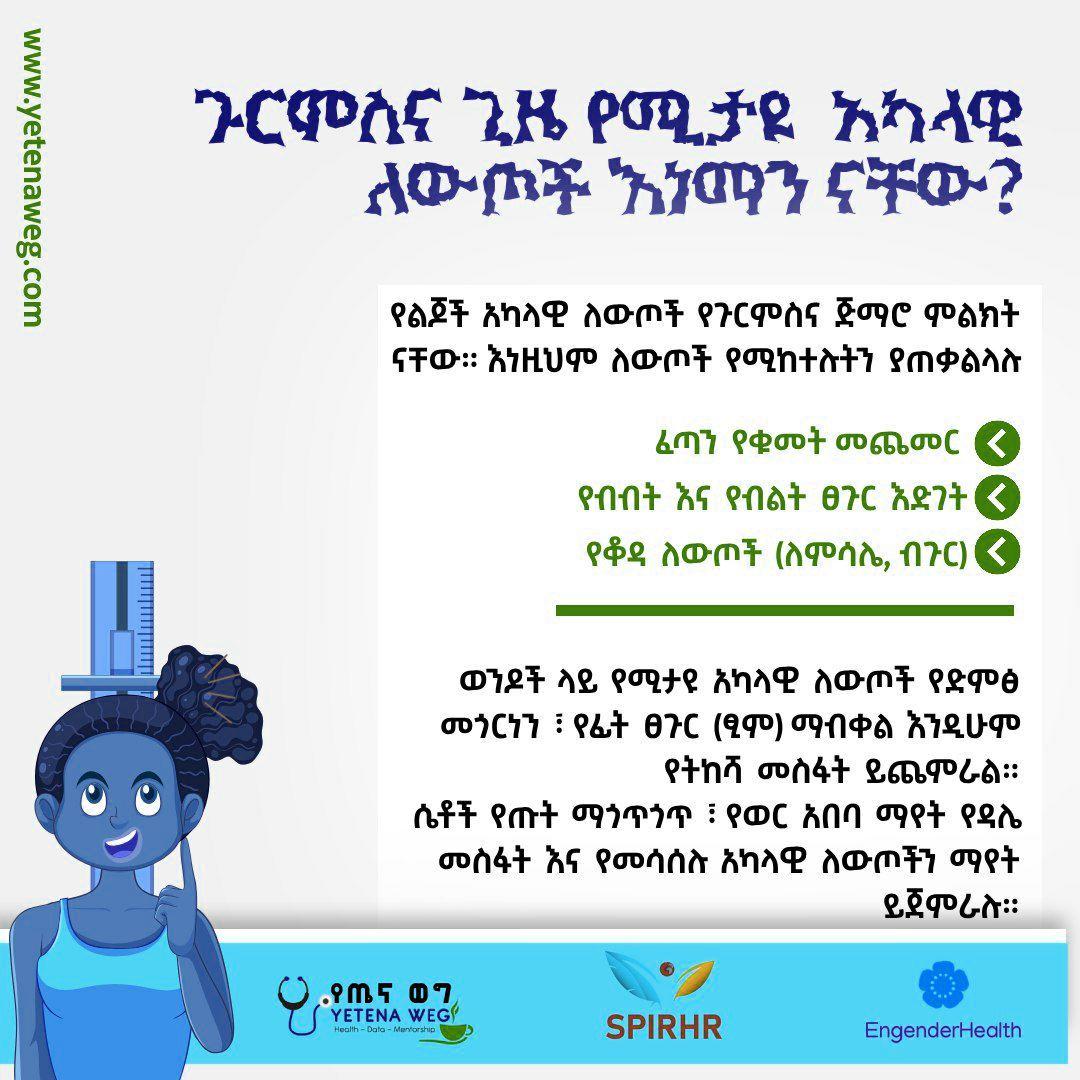 www.yetenaweg.com
ጉርምስና ጊዜ የሚታዩ አካላዊ
ለውጦች እነማን ናቸው?
የልጆች አካላዊ ለውጦች የጉርምስና ጅማሮ ምልክት
ናቸው። እነዚህም ለውጦች የሚከተሉትን ያጠቃልላሉ
ፈጣን የቁመት መጨመር
የብብት እና የብልት ፀጉር እድገት
የቆዳ ለውጦች (ለምሳሌ, ብጉር)
ወንዶች ላይ የሚታዩ አካላዊ ለውጦች የድምፅ
መጎርነን ፣ የፊት ፀጉር (ፂም) ማብቀል እንዲሁም
የትከሻ መስፋት ይጨምራል።
ሴቶች የጡት ማጎጥጎጥ ፣ የወር አበባ ማየት የዳሌ
መስፋት እና የመሳሰሉ አካላዊ ለውጦችን ማየት
ይጀምራሉ።
የጤና ወግ
YETENA WEG
Health – Data – Mentorship
SPIRHR
EngenderHealth